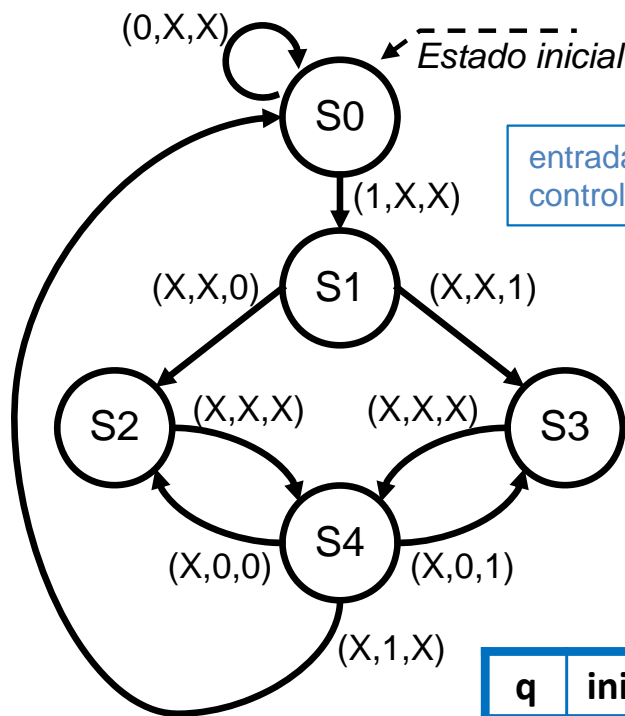 (0,X,X)
Estado inicial
S0
(1,X,X)
(X,X,0)
S1
(X,X,1)
S2
(X,X,X)
(X,X,X)
S3
S4
(X,0,0)
(X,0,1)
(X,1,X)
q